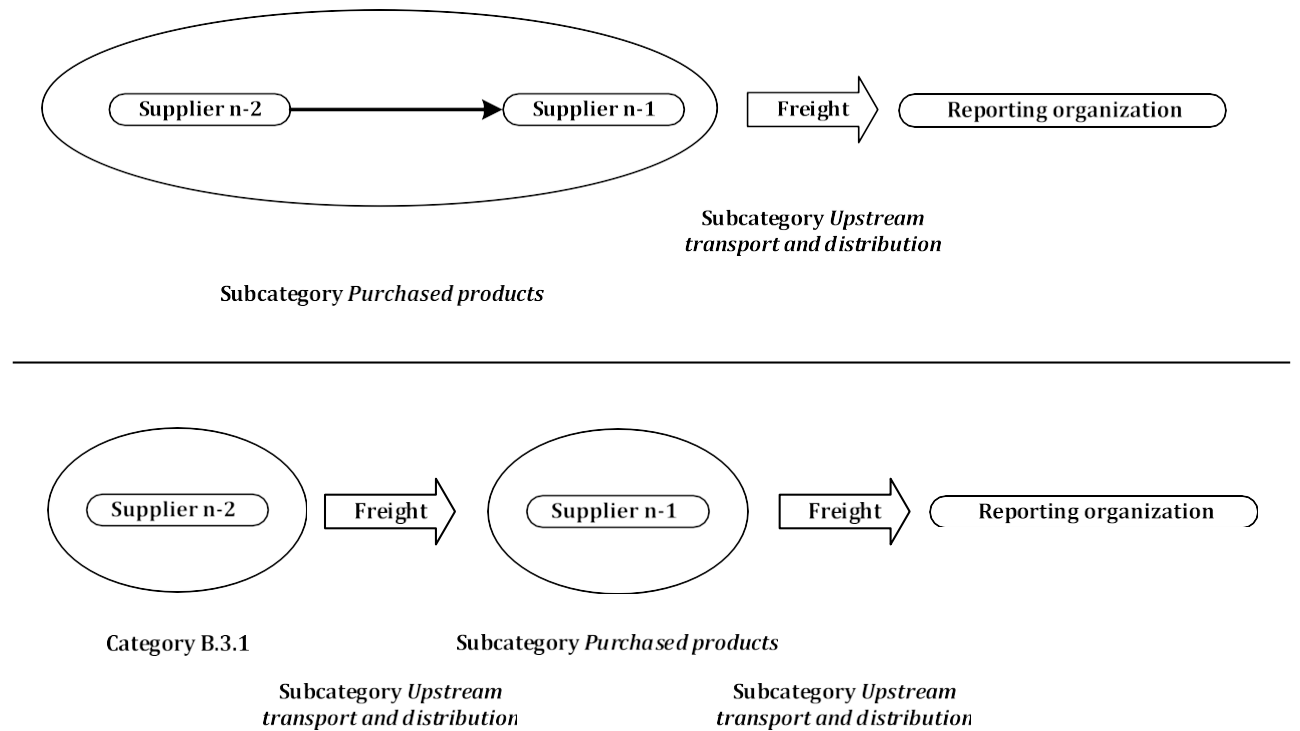 Supplier n-2
Supplier n-1
Freight
Reporting organization
Subcategory Upstream
transport and distribution
Subcategory Purchased products
Supplier n-2
Freight
Supplier n-1
Freight
Reporting organization
Category B.3.1
Subcategory Purchased products
Subcategory Upstream
transport and distribution
Subcategory Upstream
transport and distribution